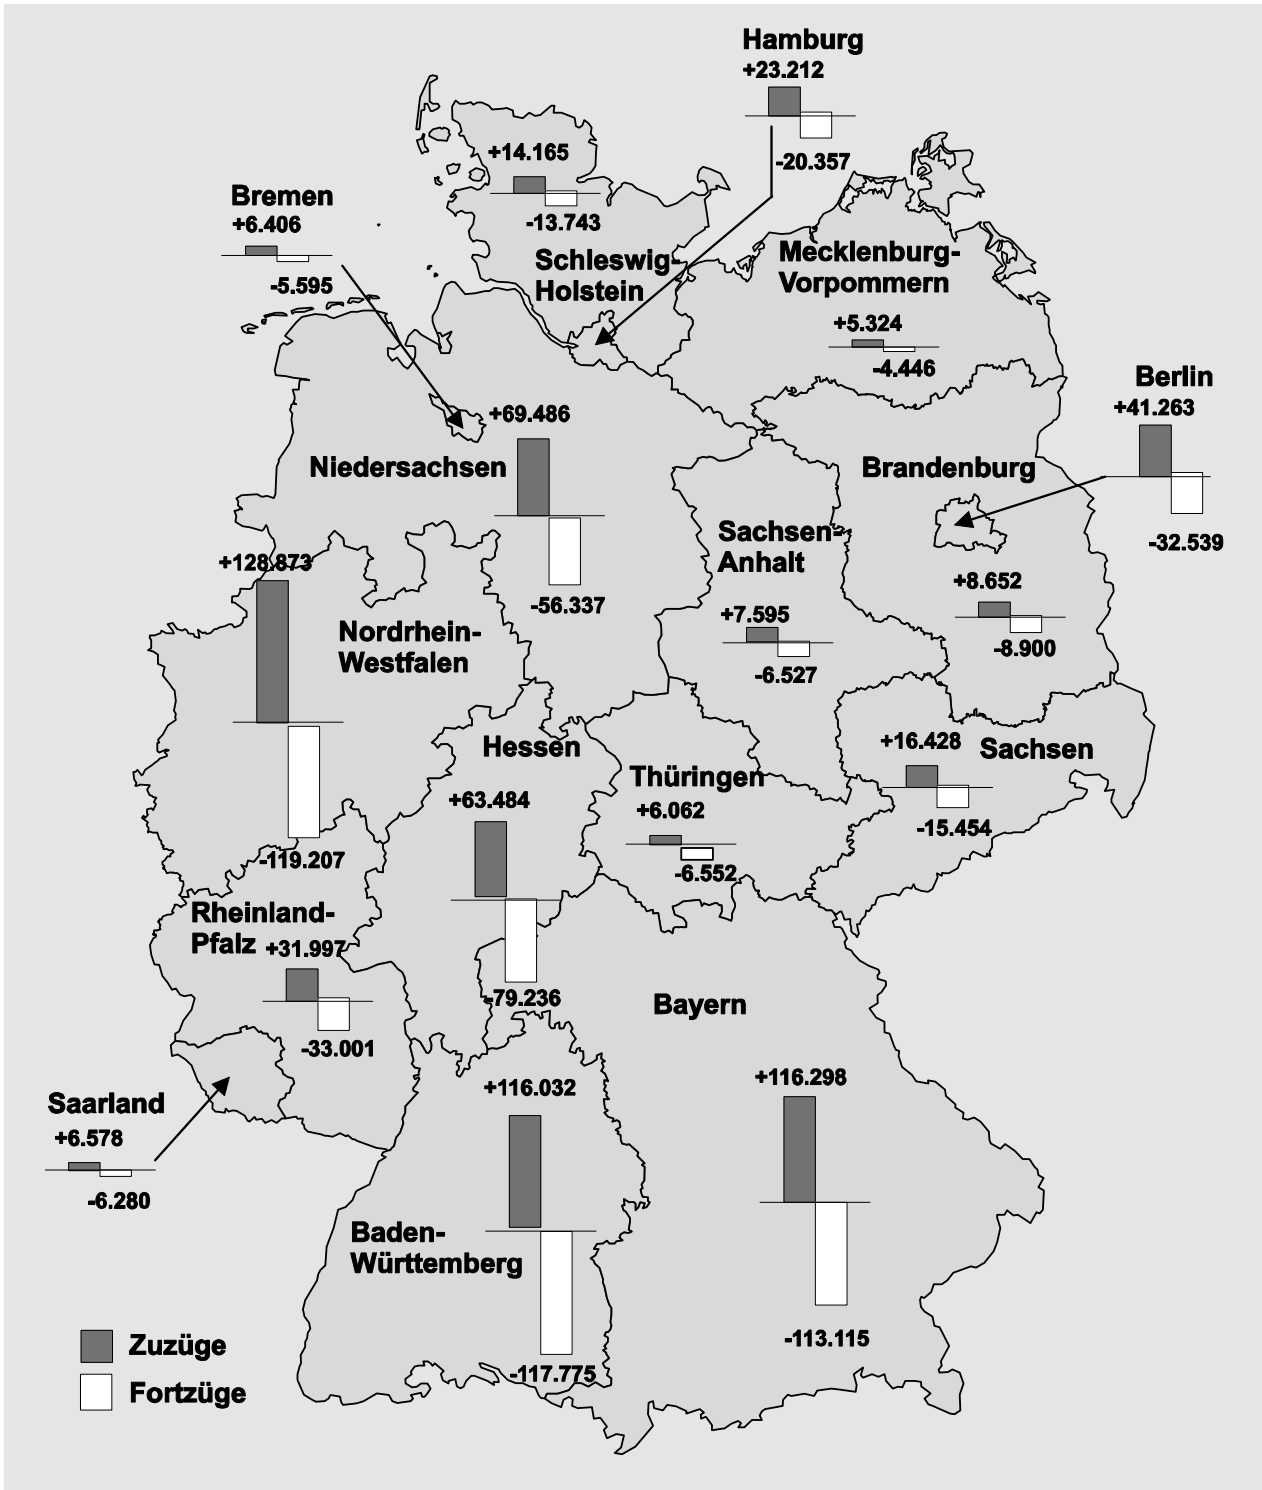 Hamburg
+23.212
-20.357
+14.165
-13.743
Schleswig-
Holstein
Bremen
+6.406
-5.595
Mecklenburg-
Vorpommern
+5.324
-4.446
Berlin
+41.263
-32.539
+69.486
Niedersachsen
-56.337
Brandenburg
+8.652
-8.900
Sachsen-
Anhalt
+7.595
-6.527
+128.873
Nordrhein-
Westfalen
-119.207
Hessen
+63.484
-79.236
Thüringen
+6.062
-6.552
+16.428
Sachsen
-15.454
Rheinland-
Pfalz
+31.997
-33.001
Bayern
+116.298
-113.115
Saarland
+6.578
-6.280
+116.032
Baden-
Württemberg
-117.775
Zuzüge
Fortzüge